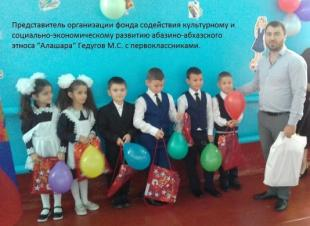 Представитель организации фонда содействия культурному и
социально-экономическому развитию абазино-абхазского
этноса "Алашара" Гедугов М.С. с первоклассниками.